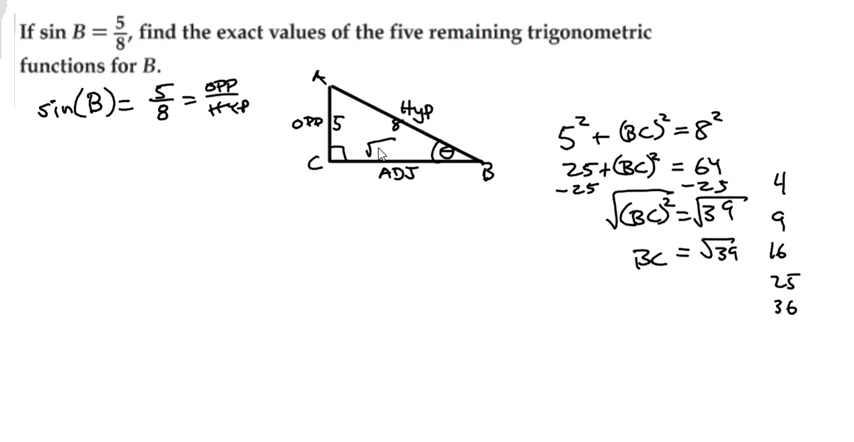 If sin B = 5/8, find the exact values of the five remaining trigonometric
functions for B.
sin(B) = 5/8 = OPP/HYP
A
HYP
OPP 5
8
√
θ
C
ADJ
B
5² + (BC)² = 8²
25 + (BC)² = 64
-25 -25
√(BC)² = √39
BC = √39
4
9
16
25
36